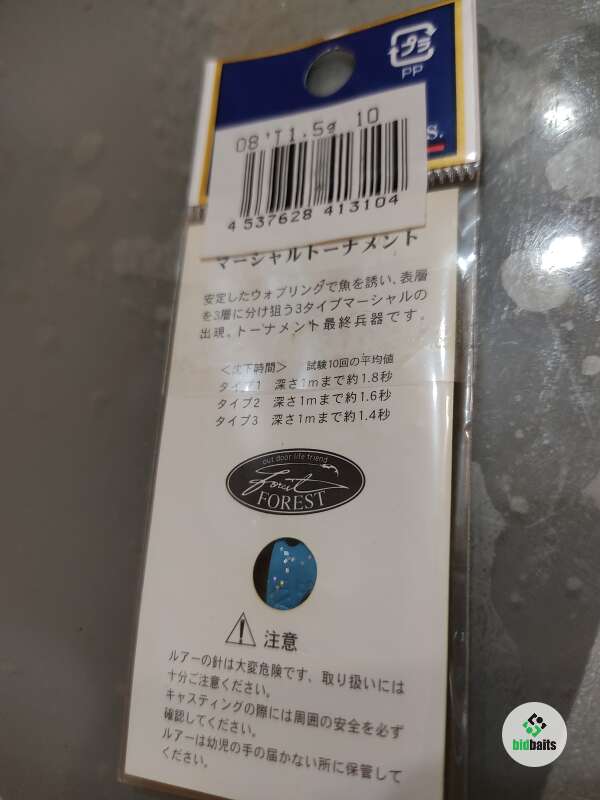 プラ
PP
S.
08 'T1.5g 10
4 537628 413104
マーシャルトーナメント
安定したウォブリングで魚を誘い、表層
を3層に分け狙う3タイプマーシャルの
出現。トーナメント最終兵器です。
＜沈下時間＞ 試験10回の平均値
タイプ1 深さ1mまで約1.8秒
タイプ2 深さ1mまで約1.6秒
タイプ3 深さ1mまで約1.4秒
out door life friend
Forest
FOREST
注意
ルアーの針は大変危険です、取り扱いには
十分ご注意ください。
キャスティングの際には周囲の安全を必ず
確認してください。
ルアーは幼児の手の届かない所に保管して
ください。
bidbaits